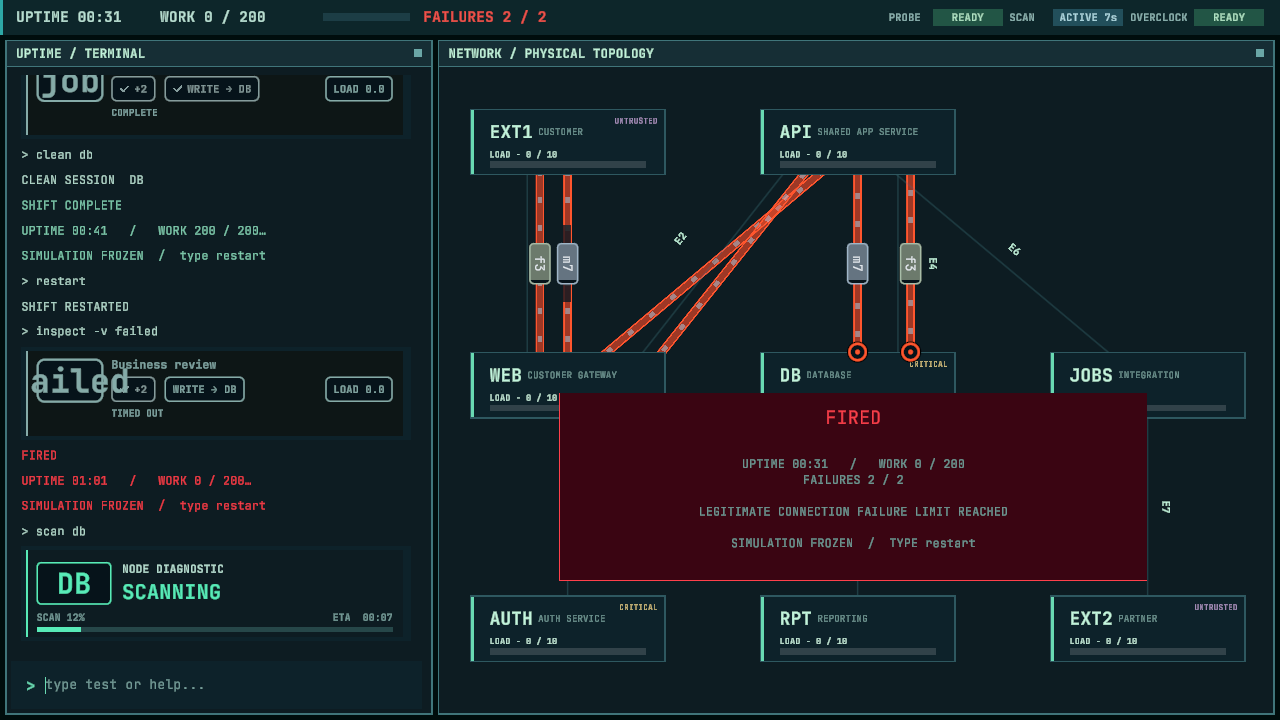 UPTIME 00:31 WORK 0 / 200 FAILURES 2 / 2 PROBE READY SCAN ACTIVE 7s OVERCLOCK READY
UPTIME / TERMINAL
job
✓ +2 ✓ WRITE → DB LOAD 0.0
COMPLETE
> clean db
CLEAN SESSION DB
SHIFT COMPLETE
UPTIME 00:41 / WORK 200 / 200…
SIMULATION FROZEN / type restart
> restart
SHIFT RESTARTED
> inspect -v failed
ailed
Business review
+2 WRITE → DB LOAD 0.0
TIMED OUT
FIRED
UPTIME 01:01 / WORK 0 / 200…
SIMULATION FROZEN / type restart
> scan db
DB
NODE DIAGNOSTIC
SCANNING
SCAN 12% ETA 00:07
> type test or help...
NETWORK / PHYSICAL TOPOLOGY
EXT1 CUSTOMER UNTRUSTED
LOAD - 0 / 10
API SHARED APP SERVICE
LOAD - 0 / 10
E2
E4
E6
f3
m7
m7
f3
WEB CUSTOMER GATEWAY
LOAD - 0 / 10
DB DATABASE CRITICAL
JOBS INTEGRATION
FIRED
UPTIME 00:31 / WORK 0 / 200
FAILURES 2 / 2
LEGITIMATE CONNECTION FAILURE LIMIT REACHED
SIMULATION FROZEN / TYPE restart
E7
AUTH AUTH SERVICE CRITICAL
LOAD - 0 / 10
RPT REPORTING
LOAD - 0 / 10
EXT2 PARTNER UNTRUSTED
LOAD - 0 / 10